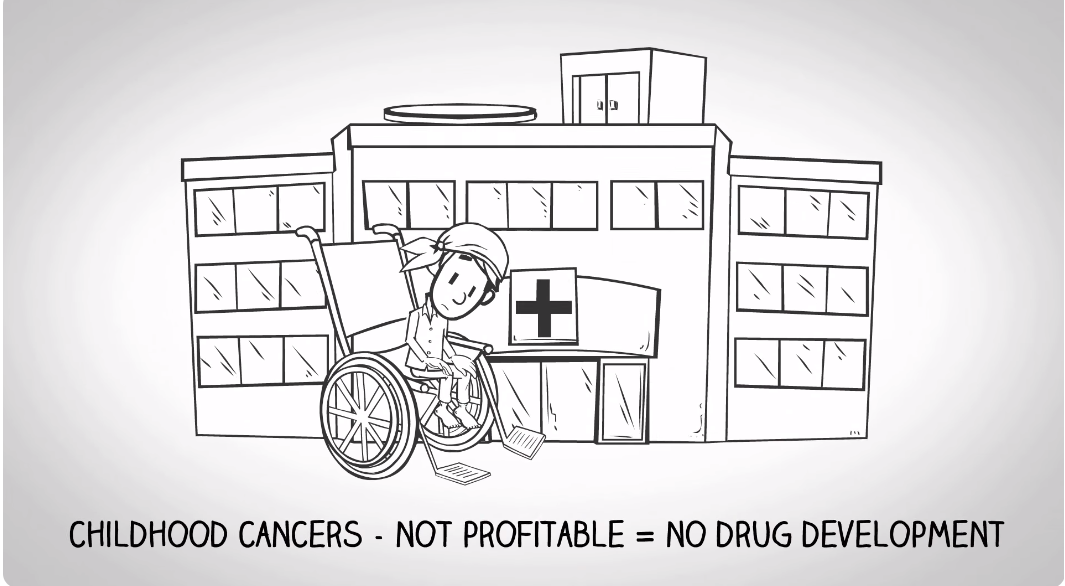 CHILDHOOD CANCERS - NOT PROFITABLE = NO DRUG DEVELOPMENT